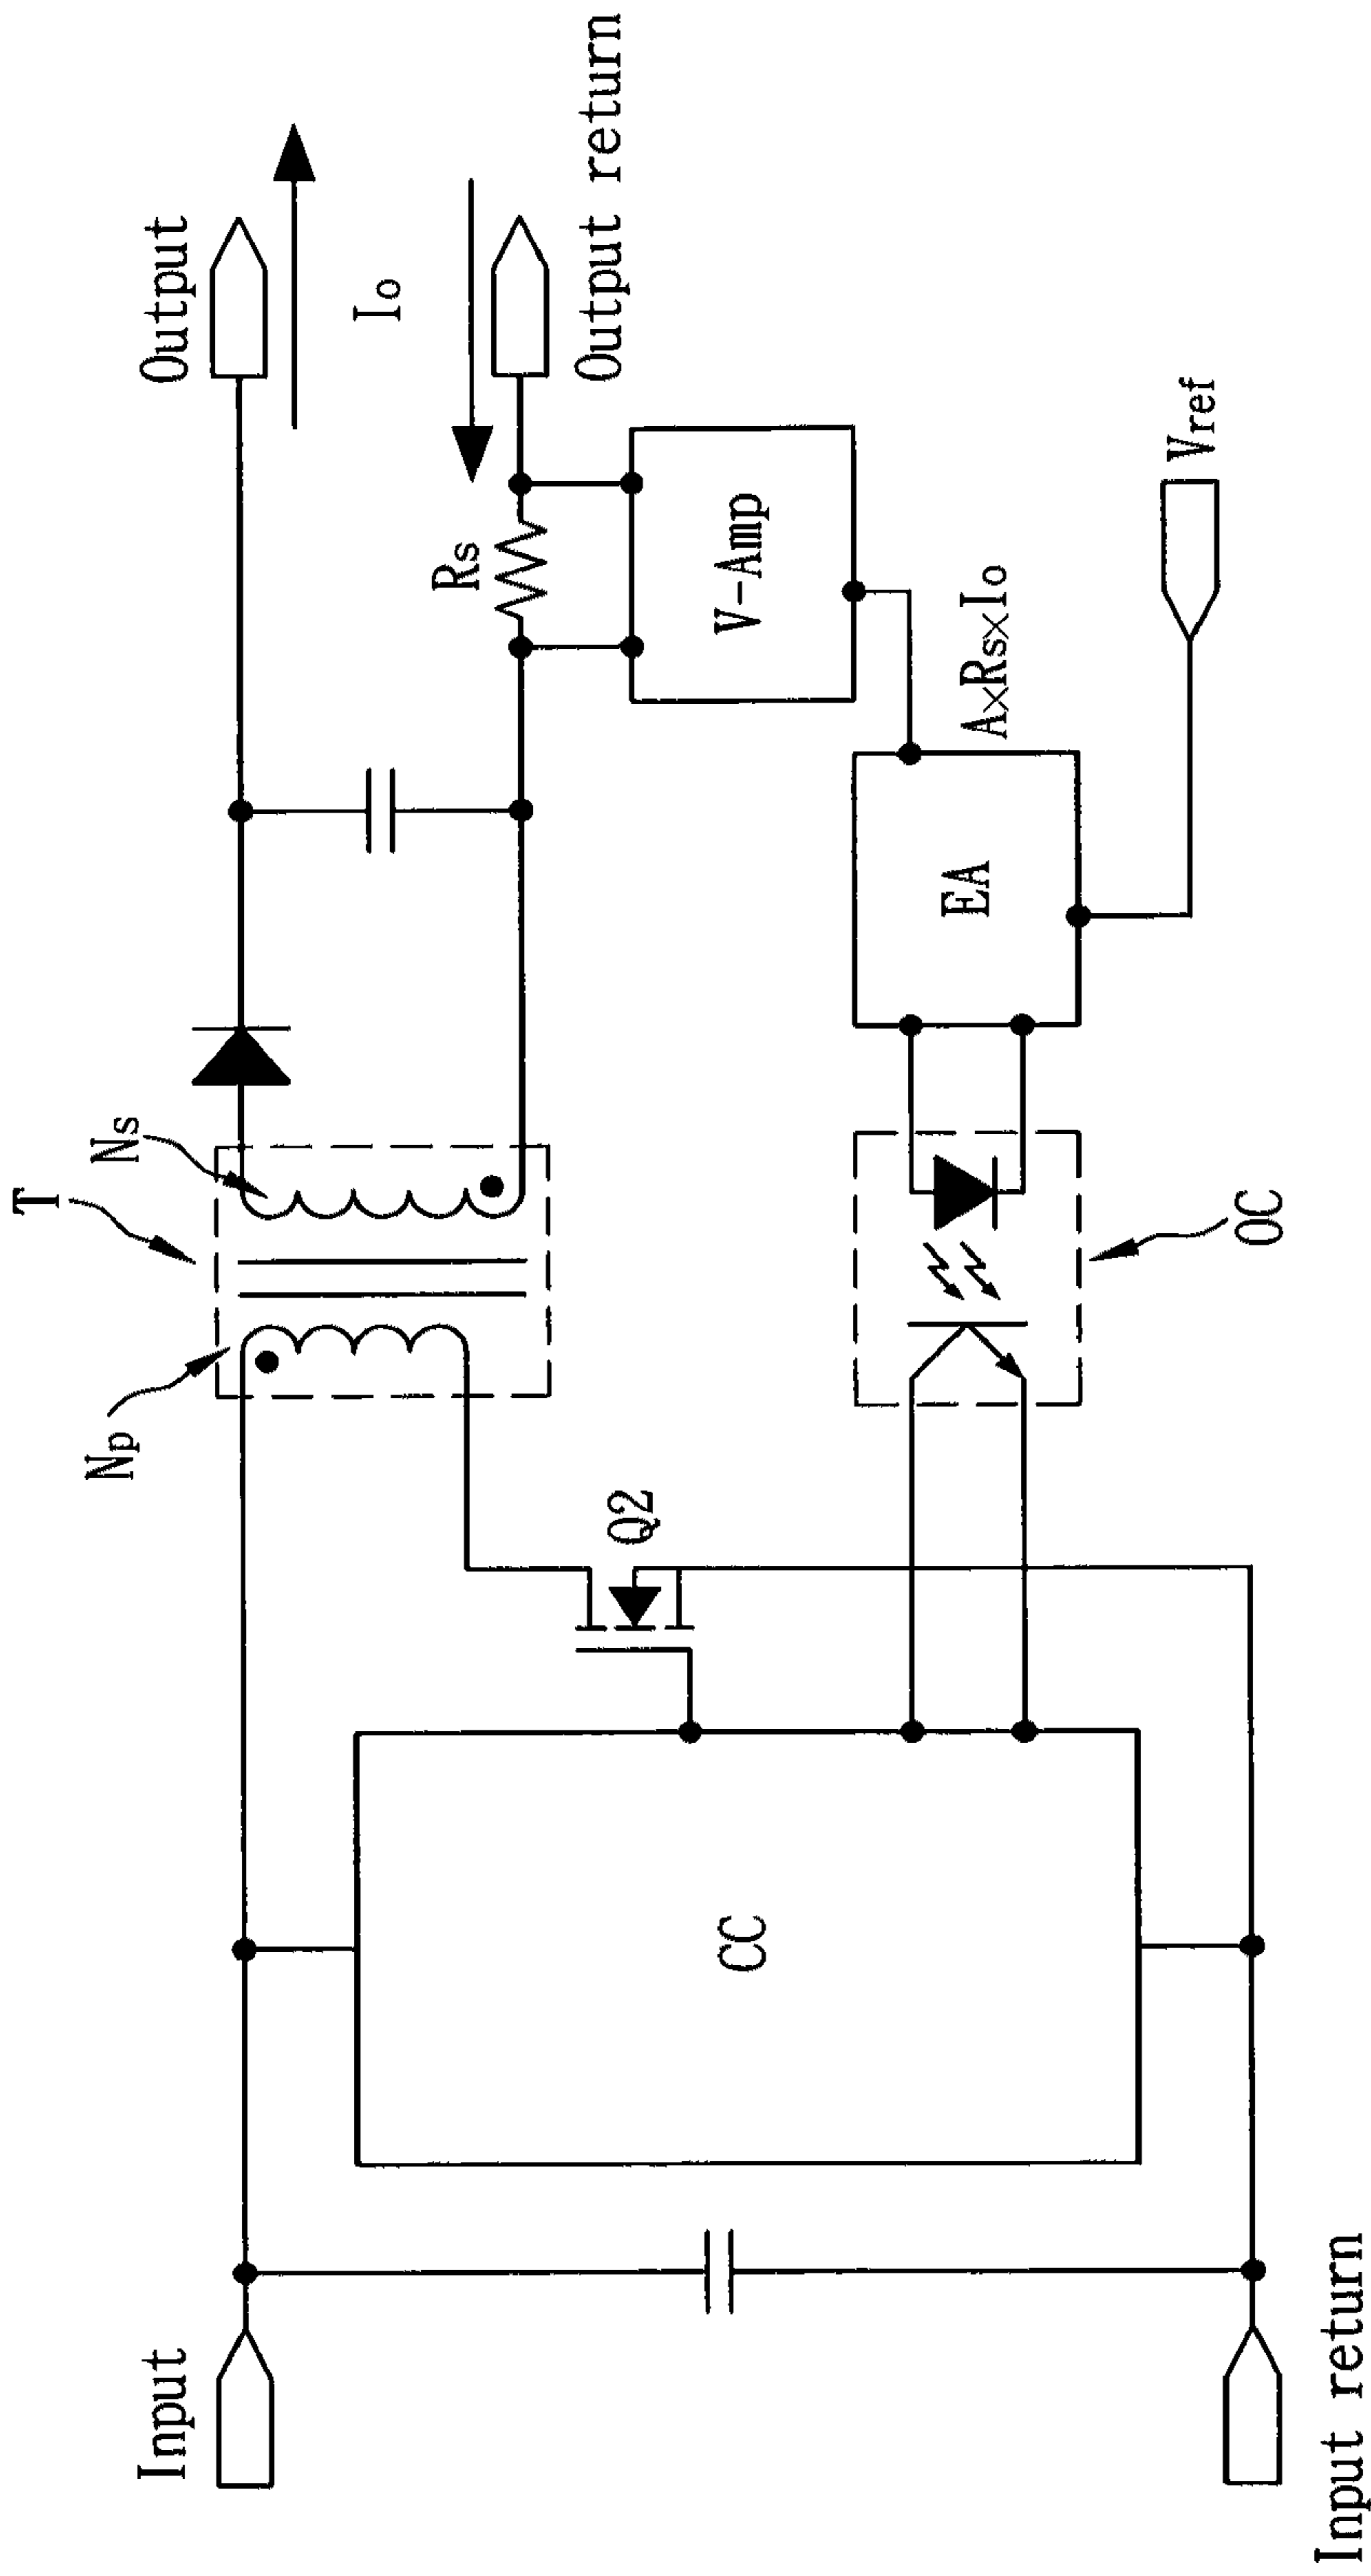 T
Np
Ns
Input
Output
Io
Rs
Output return
Q2
V-Amp
CC
EA
A×Rs×Io
OC
Vref
Input return